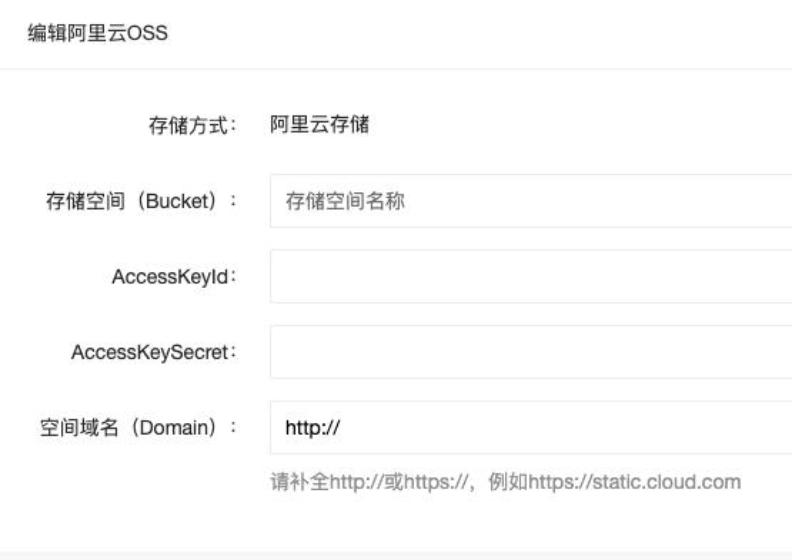 编辑阿里云OSS
存储方式： 阿里云存储
存储空间（Bucket）： 存储空间名称
AccessKeyId：
AccessKeySecret：
空间域名（Domain）： http://
请补全http://或https://，例如https://static.cloud.com